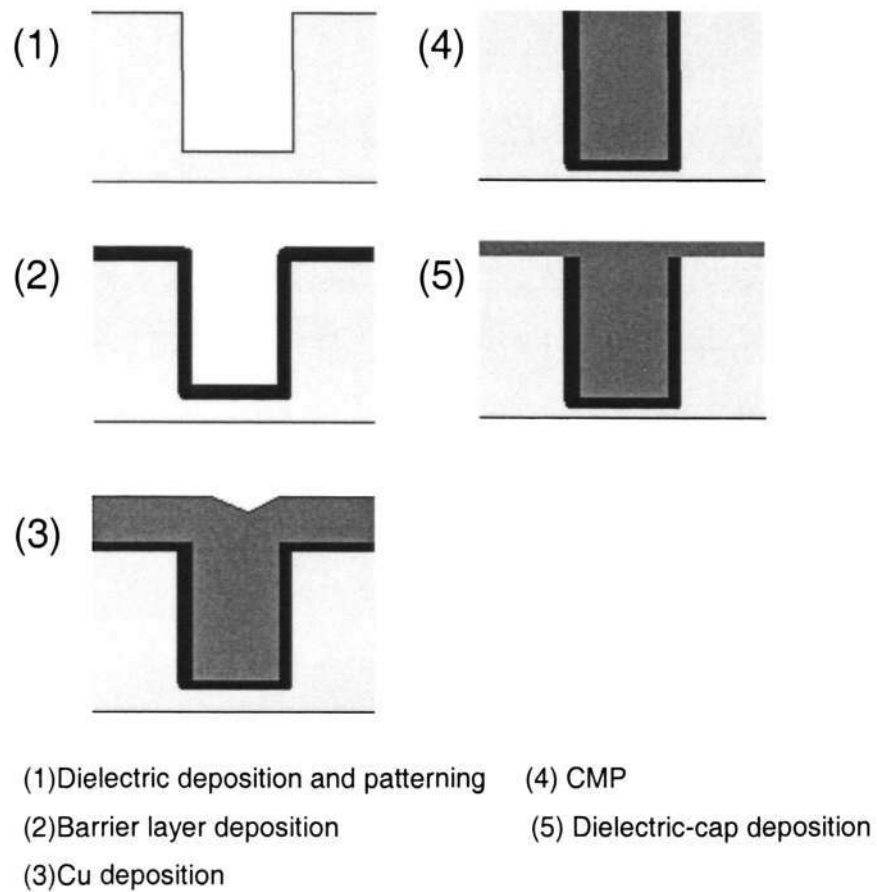 (1)
(4)
(2)
(5)
(3)
(1)Dielectric deposition and patterning
(4) CMP
(2)Barrier layer deposition
(5) Dielectric-cap deposition
(3)Cu deposition